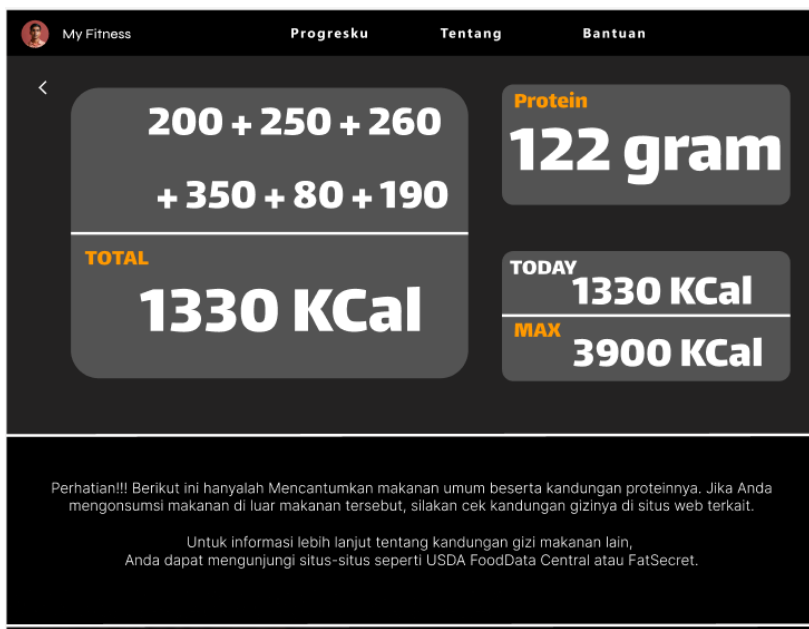 My Fitness
Progresku
Tentang
Bantuan
200 + 250 + 260
+ 350 + 80 + 190
TOTAL
1330 KCal
Protein
122 gram
TODAY
1330 KCal
MAX
3900 KCal
Perhatian!!! Berikut ini hanyalah Mencantumkan makanan umum beserta kandungan proteinnya. Jika Anda
mengonsumsi makanan di luar makanan tersebut, silakan cek kandungan gizinya di situs web terkait.
Untuk informasi lebih lanjut tentang kandungan gizi makanan lain,
Anda dapat mengunjungi situs-situs seperti USDA FoodData Central atau FatSecret.